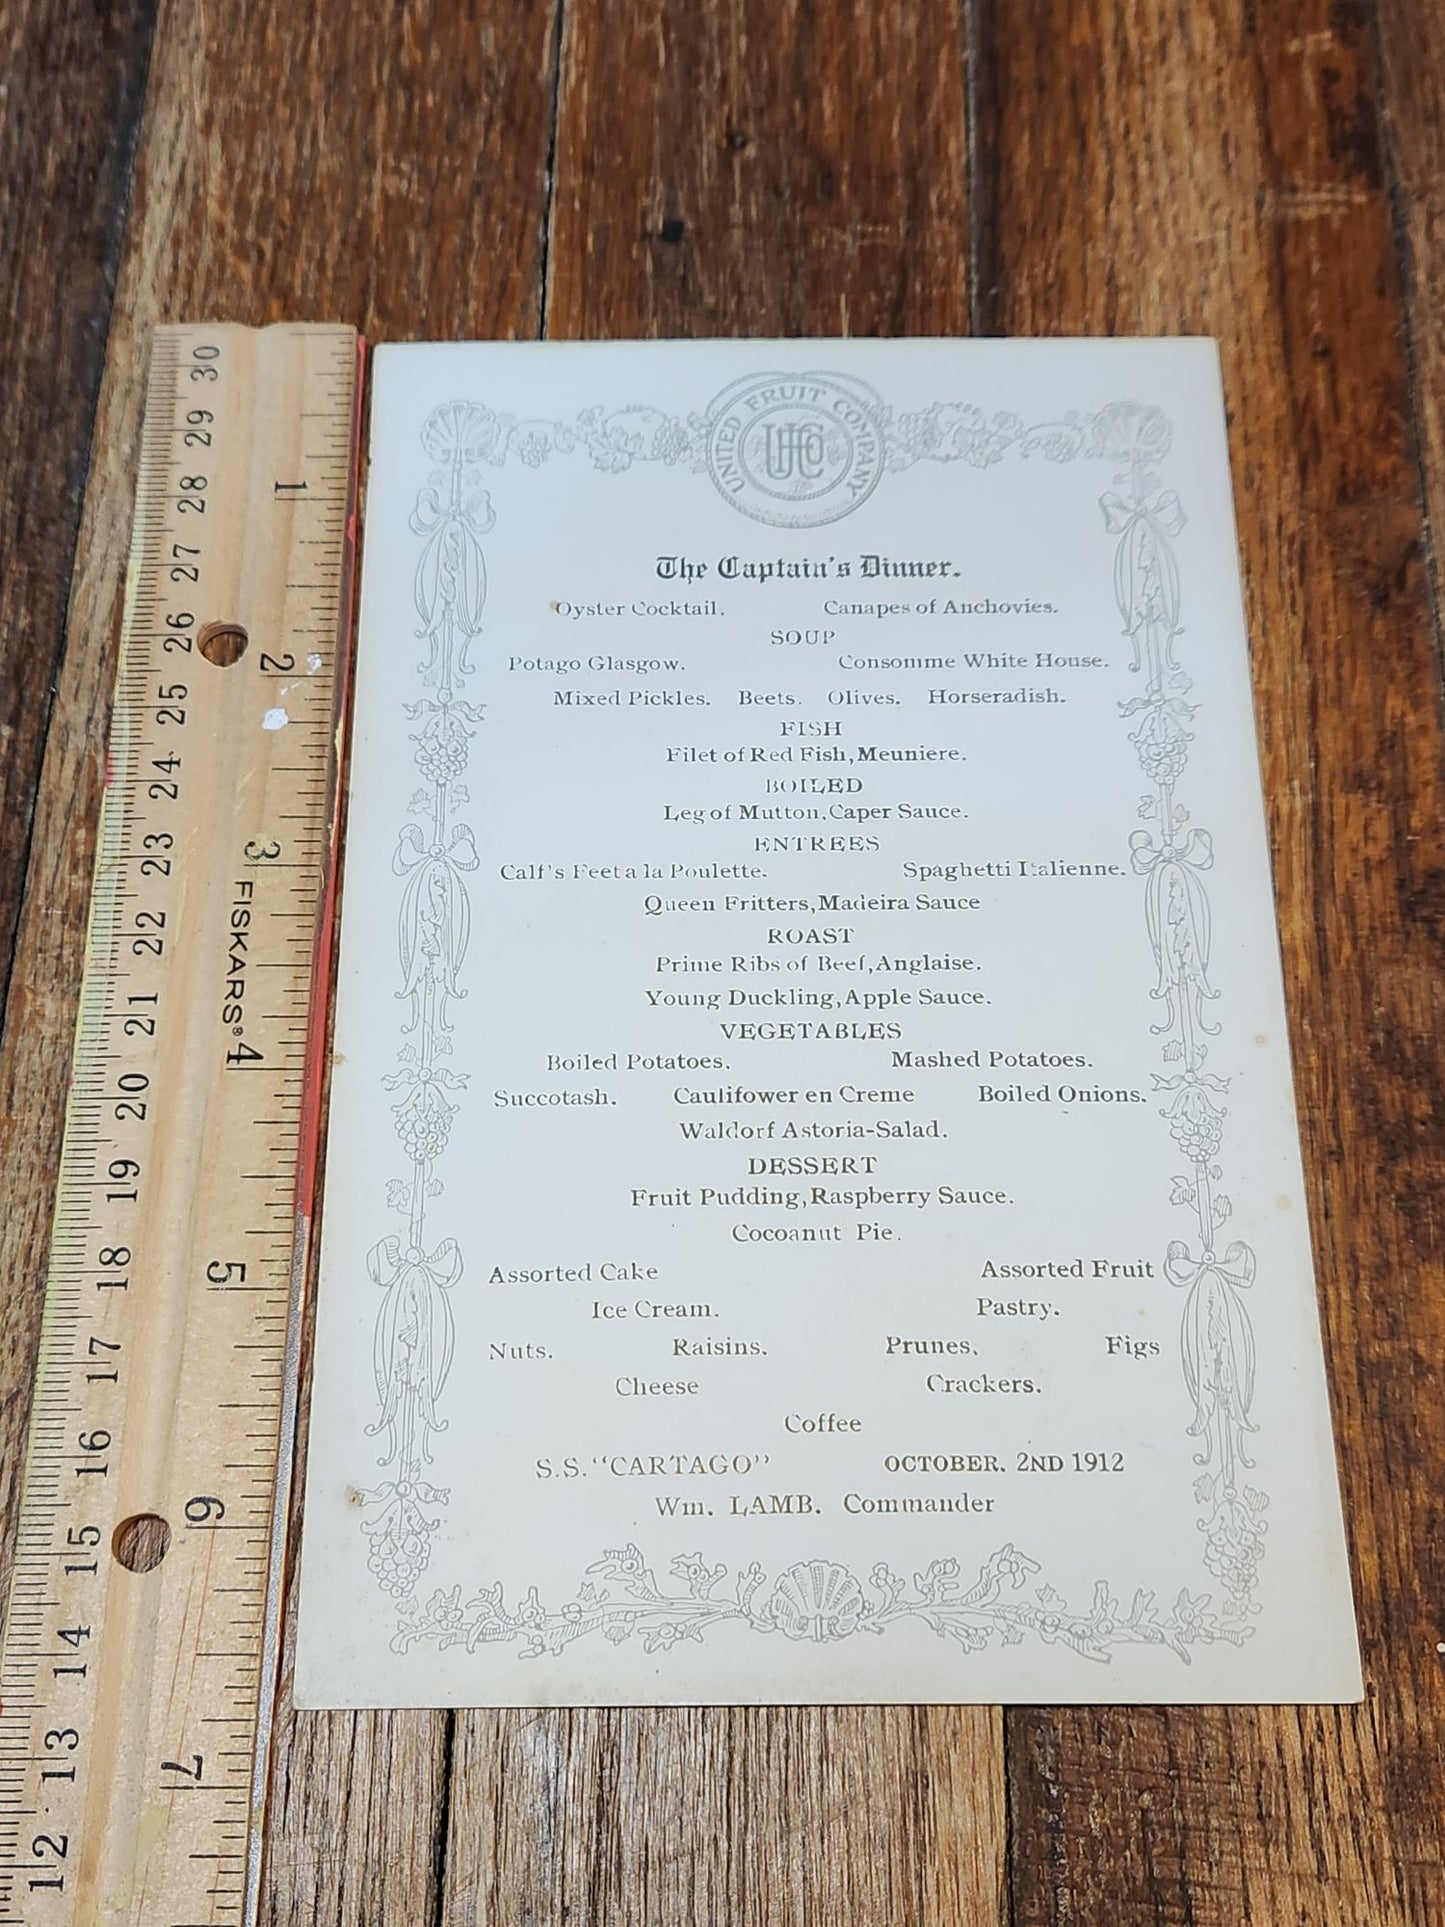 UNITED FRUIT COMPANY
UFCo
The Captain's Dinner.
Oyster Cocktail. Canapes of Anchovies.
SOUP
Potago Glasgow. Consomme White House.
Mixed Pickles. Beets. Olives. Horseradish.
FISH
Filet of Red Fish, Meuniere.
BOILED
Leg of Mutton, Caper Sauce.
ENTREES
Calf's Feet a la Poulette. Spaghetti Italienne.
Queen Fritters, Madeira Sauce
ROAST
Prime Ribs of Beef, Anglaise.
Young Duckling, Apple Sauce.
VEGETABLES
Boiled Potatoes. Mashed Potatoes.
Succotash. Caulifower en Creme Boiled Onions.
Waldorf Astoria-Salad.
DESSERT
Fruit Pudding, Raspberry Sauce.
Cocoanut Pie.
Assorted Cake Assorted Fruit
Ice Cream. Pastry.
Nuts. Raisins. Prunes. Figs
Cheese Crackers.
Coffee
S.S. "CARTAGO" OCTOBER. 2ND 1912
Wm. LAMB. Commander
30 29 28 27 26 25 24 23 22 21 20 19 18 17 16 15 14 13 12
1 2 3 FISKARS® 4 5 6 7